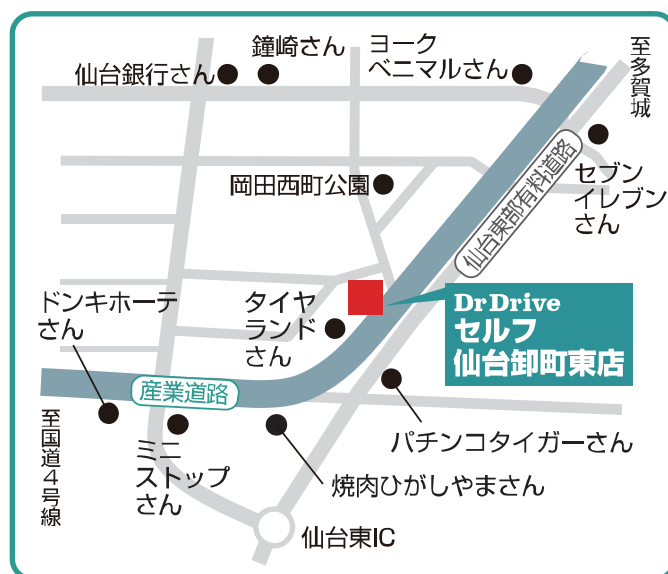 鐘崎さん
仙台銀行さん
ヨーク
ベニマルさん
至多賀城
セブン
イレブン
さん
仙台東部有料道路
岡田西町公園
Dr Drive
セルフ
仙台卸町東店
タイヤ
ランド
さん
ドンキホーテ
さん
産業道路
至国道4号線
ミニ
ストップ
さん
パチンコタイガーさん
焼肉ひがしやまさん
仙台東IC